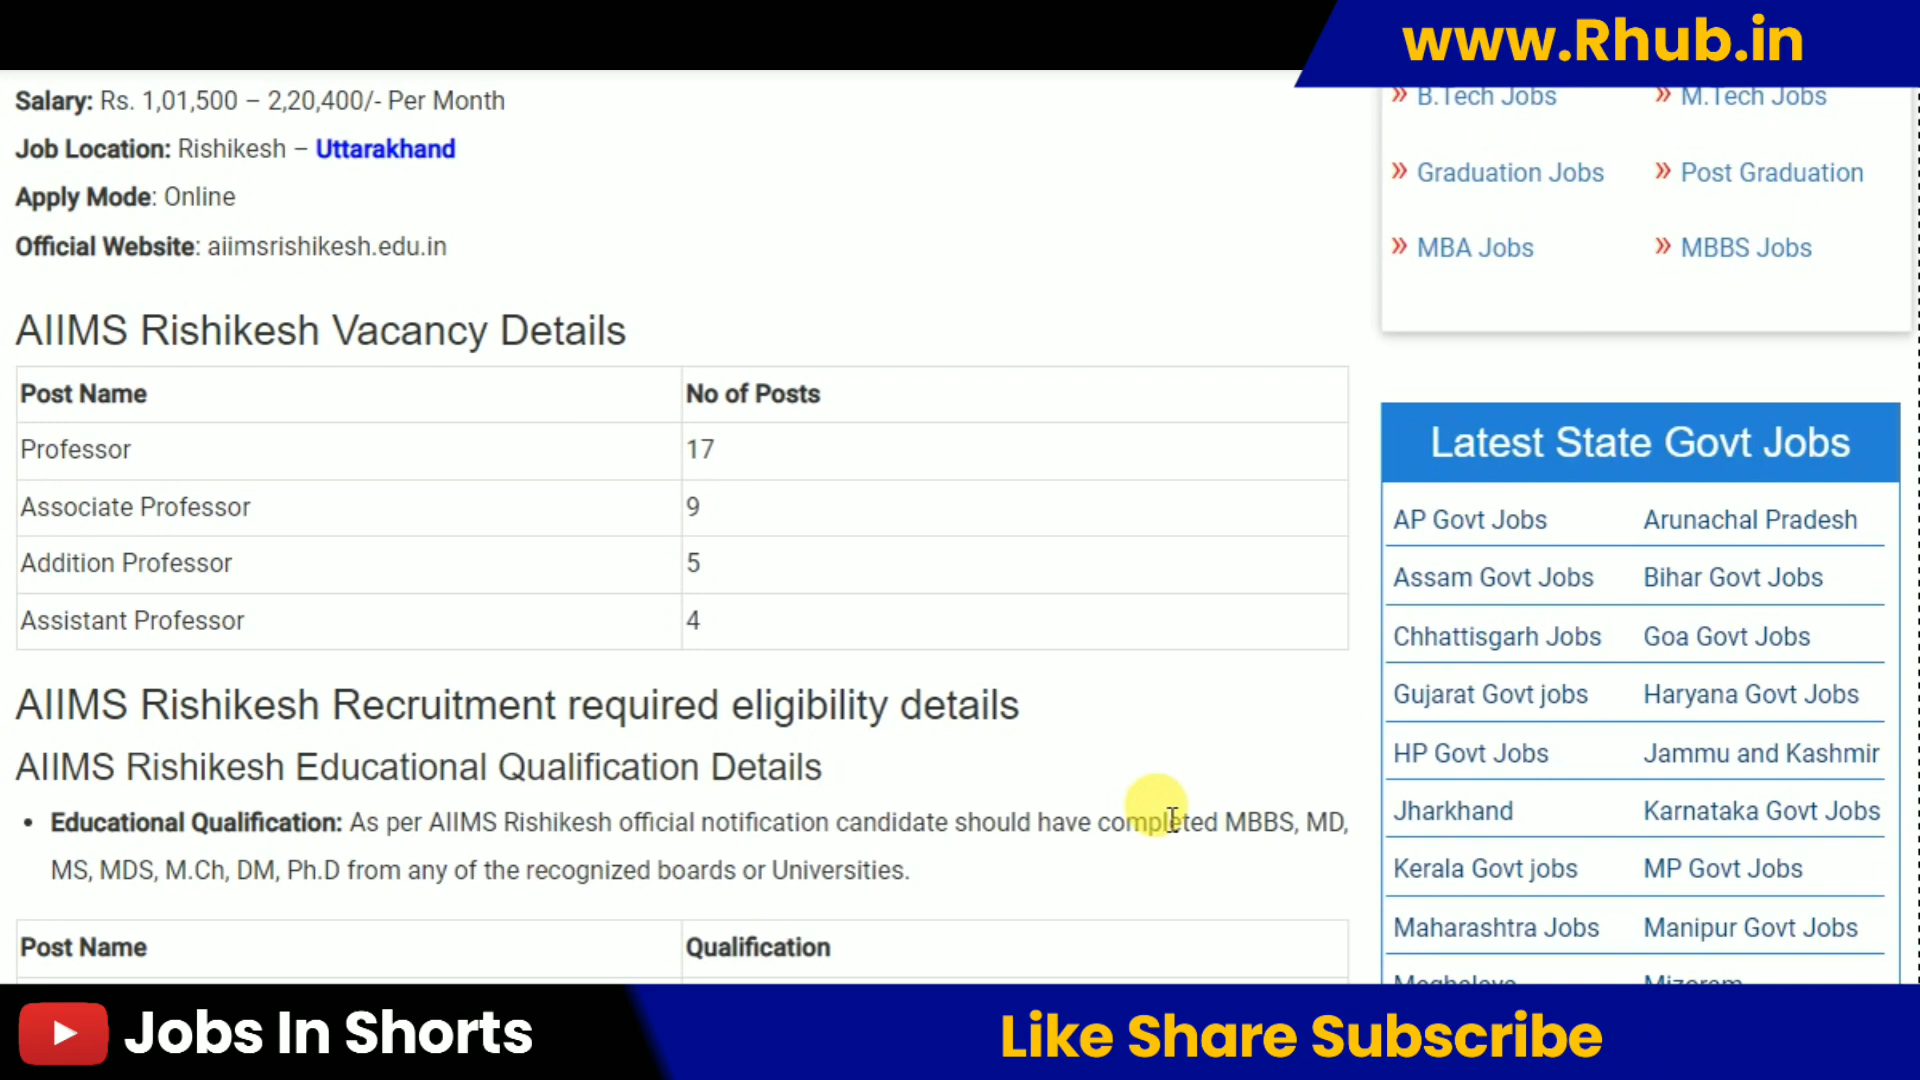 www.Rhub.in
Salary: Rs. 1,01,500 – 2,20,400/- Per Month
Job Location: Rishikesh – Uttarakhand
Apply Mode: Online
Official Website: aiimsrishikesh.edu.in
» B.Tech Jobs » M.Tech Jobs
» Graduation Jobs » Post Graduation
» MBA Jobs » MBBS Jobs
AIIMS Rishikesh Vacancy Details
Post Name No of Posts
Professor 17
Associate Professor 9
Addition Professor 5
Assistant Professor 4
AIIMS Rishikesh Recruitment required eligibility details
AIIMS Rishikesh Educational Qualification Details
• Educational Qualification: As per AIIMS Rishikesh official notification candidate should have completed MBBS, MD,
MS, MDS, M.Ch, DM, Ph.D from any of the recognized boards or Universities.
Post Name Qualification
Latest State Govt Jobs
AP Govt Jobs Arunachal Pradesh
Assam Govt Jobs Bihar Govt Jobs
Chhattisgarh Jobs Goa Govt Jobs
Gujarat Govt jobs Haryana Govt Jobs
HP Govt Jobs Jammu and Kashmir
Jharkhand Karnataka Govt Jobs
Kerala Govt jobs MP Govt Jobs
Maharashtra Jobs Manipur Govt Jobs
Meghalaya Mizoram
Jobs In Shorts
Like Share Subscribe